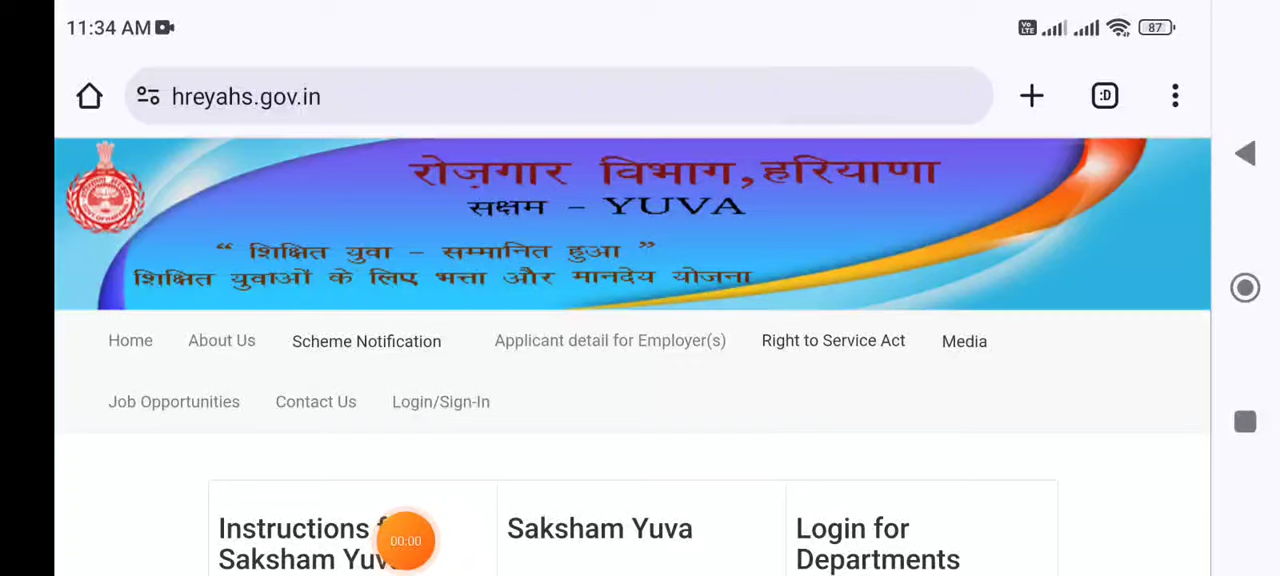 11:34 AM
Vo LTE 87
hreyahs.gov.in
:D
रोज़गार विभाग,हरियाणा
सक्षम – YUVA
“ शिक्षित युवा – सम्मानित हुआ ”
शिक्षित युवाओं के लिए भत्ता और मानदेय योजना
Home About Us Scheme Notification Applicant detail for Employer(s) Right to Service Act Media
Job Opportunities Contact Us Login/Sign-In
Instructions
Saksham Yuv
00:00
Saksham Yuva
Login for
Departments